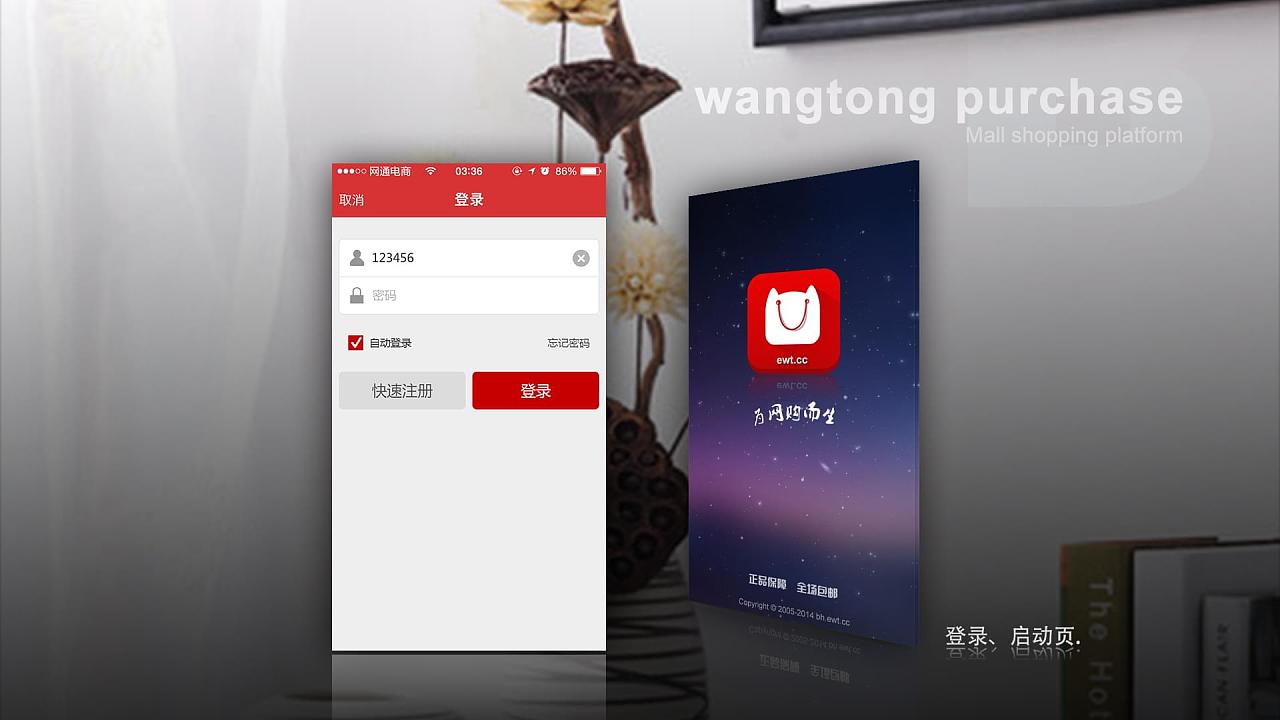 wangtong purchase
Mall shopping platform
网通电商 03:36 86%
取消 登录
123456
密码
自动登录 忘记密码
快速注册 登录
ewt.cc
为网购而生
正品保障 全场包邮
Copyright © 2005-2014 bh.ewt.cc
登录、启动页.
The Ho
CAN FLAIR